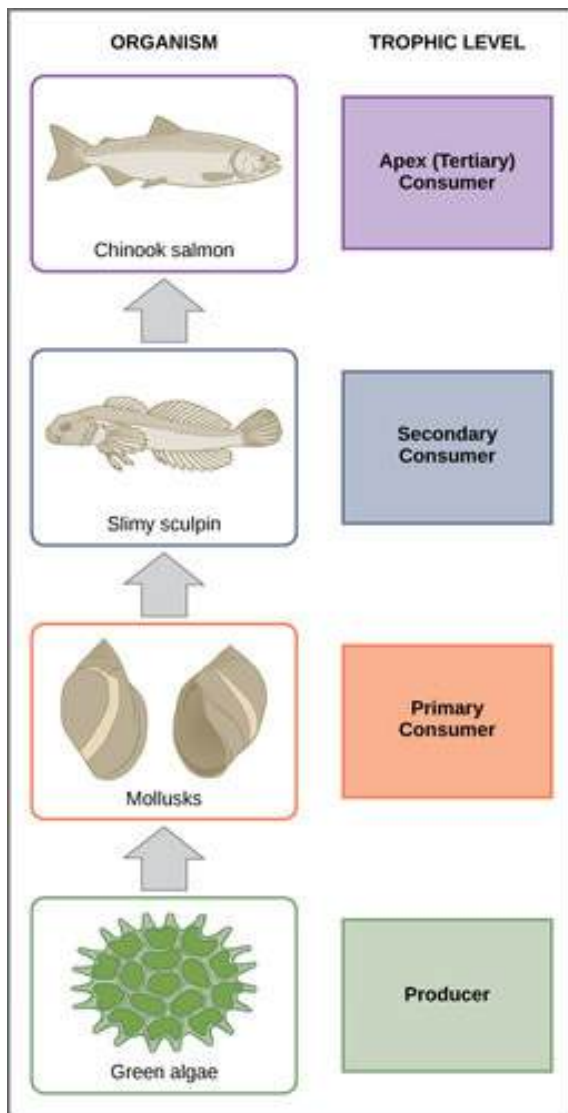 ORGANISM
TROPHIC LEVEL
Chinook salmon
Apex (Tertiary)
Consumer
Slimy sculpin
Secondary
Consumer
Mollusks
Primary
Consumer
Green algae
Producer